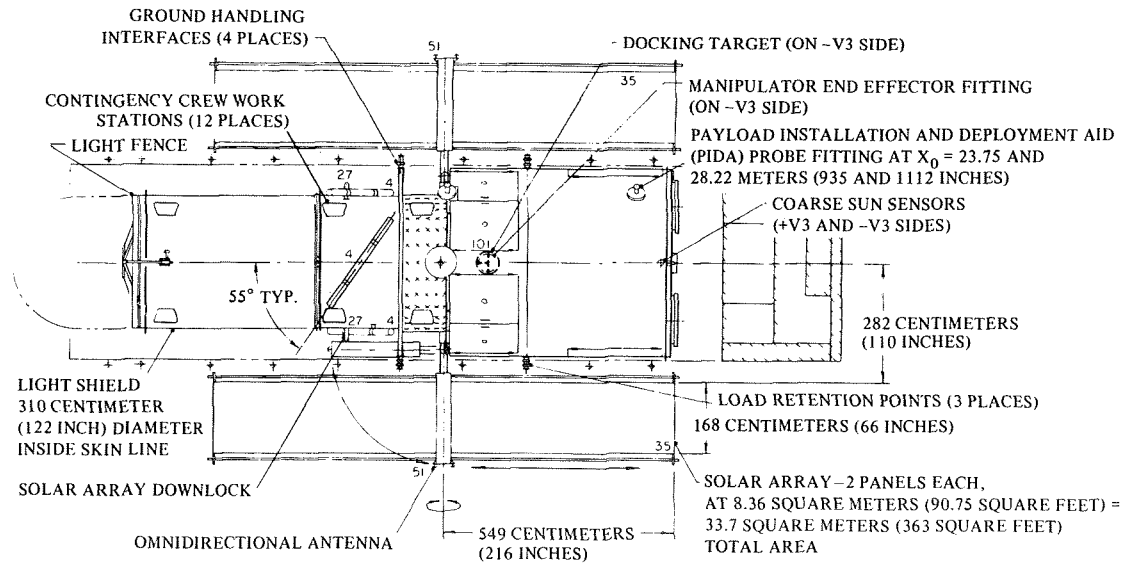 GROUND HANDLING
INTERFACES (4 PLACES)
51
DOCKING TARGET (ON –V3 SIDE)
35
MANIPULATOR END EFFECTOR FITTING
(ON –V3 SIDE)
CONTINGENCY CREW WORK
STATIONS (12 PLACES)
LIGHT FENCE
PAYLOAD INSTALLATION AND DEPLOYMENT AID
(PIDA) PROBE FITTING AT X₀ = 23.75 AND
28.22 METERS (935 AND 1112 INCHES)
27
4
COARSE SUN SENSORS
(+V3 AND –V3 SIDES)
101
4
55° TYP.
27
4
282 CENTIMETERS
(110 INCHES)
LIGHT SHIELD
310 CENTIMETER
(122 INCH) DIAMETER
INSIDE SKIN LINE
LOAD RETENTION POINTS (3 PLACES)
168 CENTIMETERS (66 INCHES)
35
51
SOLAR ARRAY DOWNLOCK
SOLAR ARRAY–2 PANELS EACH,
AT 8.36 SQUARE METERS (90.75 SQUARE FEET) =
33.7 SQUARE METERS (363 SQUARE FEET)
TOTAL AREA
OMNIDIRECTIONAL ANTENNA
549 CENTIMETERS
(216 INCHES)